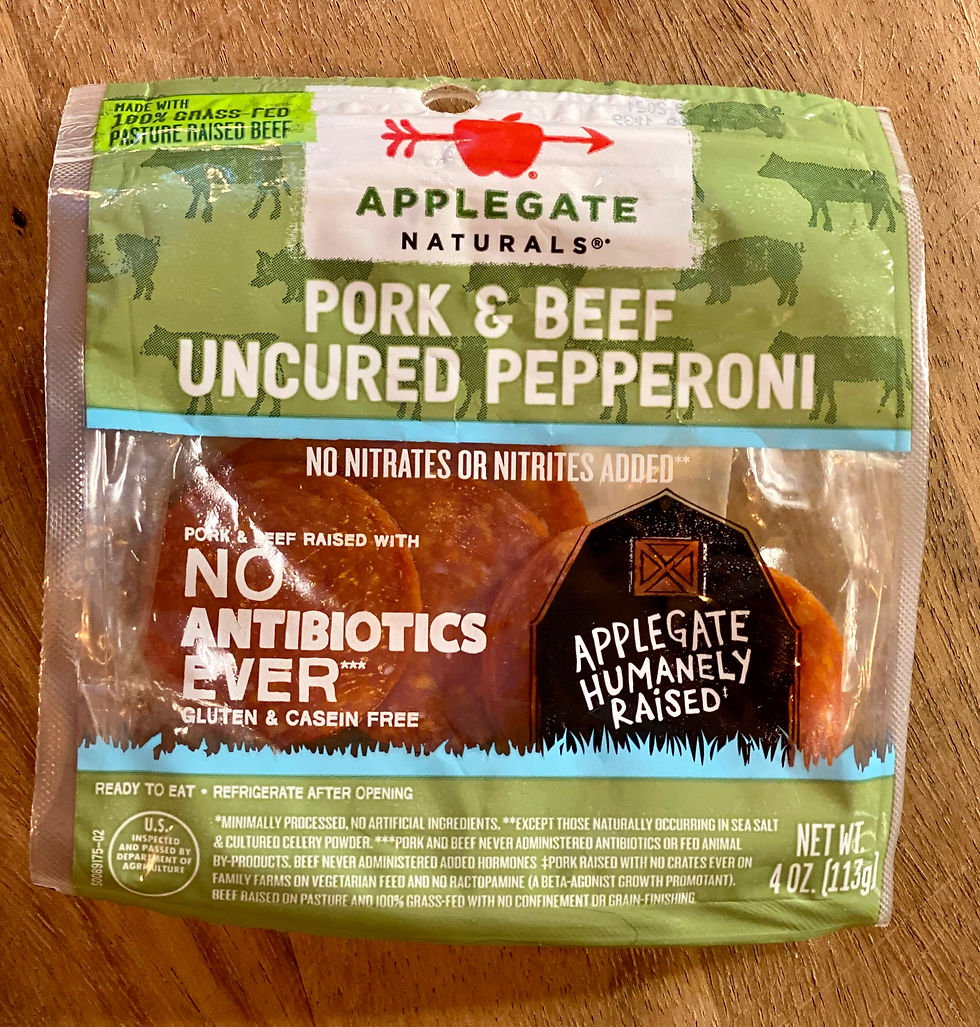 MADE WITH
100% GRASS-FED
PASTURE RAISED BEEF
APPLEGATE
NATURALS®*
PORK & BEEF
UNCURED PEPPERONI
NO NITRATES OR NITRITES ADDED**
PORK & BEEF RAISED WITH
NO
ANTIBIOTICS
EVER***
GLUTEN & CASEIN FREE
APPLEGATE
HUMANELY
RAISED‡
READY TO EAT • REFRIGERATE AFTER OPENING
U.S.
INSPECTED
AND PASSED BY
DEPARTMENT OF
AGRICULTURE
*MINIMALLY PROCESSED, NO ARTIFICIAL INGREDIENTS. **EXCEPT THOSE NATURALLY OCCURRING IN SEA SALT
& CULTURED CELERY POWDER. ***PORK AND BEEF NEVER ADMINISTERED ANTIBIOTICS OR FED ANIMAL
BY-PRODUCTS. BEEF NEVER ADMINISTERED ADDED HORMONES ‡PORK RAISED WITH NO CRATES EVER ON
FAMILY FARMS ON VEGETARIAN FEED AND NO RACTOPAMINE (A BETA-AGONIST GROWTH PROMOTANT).
BEEF RAISED ON PASTURE AND 100% GRASS-FED WITH NO CONFINEMENT OR GRAIN-FINISHING.
NET WT.
4 OZ. (113g)